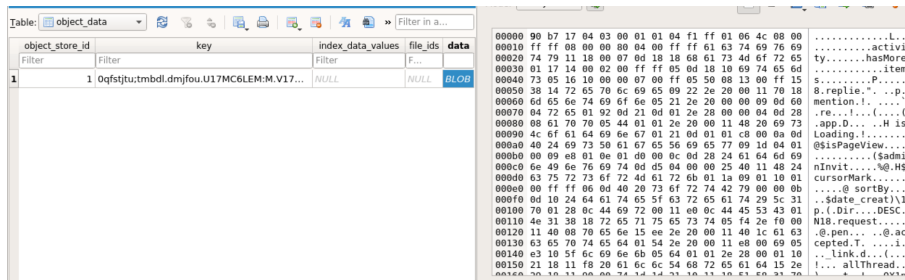 Table: object_data » Filter in a...
object_store_id key index_data_values file_ids data
Filter Filter Filter F... Filter
1 1 0qfstjtu;tmbdl.dmjfou.U17MC6LEM:M.V17... NULL NULL BLOB
00000 90 b7 17 04 03 00 01 01 04 f1 ff 01 06 4c 08 00 .............L..
00010 ff ff 08 00 00 80 04 00 ff ff 61 63 74 69 76 69 ..........activi
00020 74 79 11 18 00 07 0d 18 18 68 61 73 4d 6f 72 65 ty.......hasMore
00030 01 17 14 00 02 00 ff ff 05 0d 18 10 69 74 65 6d ............item
00040 73 05 16 10 00 00 07 00 ff 05 50 08 13 00 ff 15 s.........P.....
00050 38 14 72 65 70 6c 69 65 09 22 2e 20 00 11 70 18 8.replie.". ..p.
00060 6d 65 6e 74 69 6f 6e 05 21 2e 20 00 00 09 0d 60 mention.!. ....`
00070 04 72 65 01 92 0d 21 0d 01 2e 28 00 00 04 0d 28 .re...!...(....(
00080 08 61 70 70 05 44 01 01 2e 20 00 11 48 20 69 73 .app.D... ..H is
00090 4c 6f 61 64 69 6e 67 01 21 0d 01 01 c8 00 0a 0d Loading.!.......
000a0 40 24 69 73 50 61 67 65 56 69 65 77 09 1d 04 01 @$isPageView....
000b0 00 09 e8 01 0e 01 d0 00 0c 0d 28 24 61 64 6d 69 ..........($admi
000c0 6e 49 6e 76 69 74 0d d5 04 00 00 25 40 11 48 24 nInvit.....%@.H$
000d0 63 75 72 73 6f 72 4d 61 72 6b 01 1a 09 01 10 01 cursorMark......
000e0 00 ff ff 06 0d 40 20 73 6f 72 74 42 79 00 00 0b .....@ sortBy...
000f0 0d 10 24 64 61 74 65 5f 63 72 65 61 74 29 5c 31 ..$date_creat)\1
00100 70 01 28 0c 44 69 72 00 11 e0 0c 44 45 53 43 01 p.(.Dir....DESC.
00110 4e 31 38 18 72 65 71 75 65 73 74 05 f4 2e f0 00 N18.request.....
00120 11 40 08 70 65 6e 15 ee 2e 20 00 11 40 1c 61 63 .@.pen... ..@.ac
00130 63 65 70 74 65 64 01 54 2e 20 00 11 e8 00 69 05 cepted.T. ....i.
00140 e3 10 5f 6c 69 6e 6b 05 64 01 01 2e 28 00 01 10 .._link.d...(...
00150 21 18 11 f8 20 61 6c 6c 54 68 72 65 61 64 15 2e !... allThread..